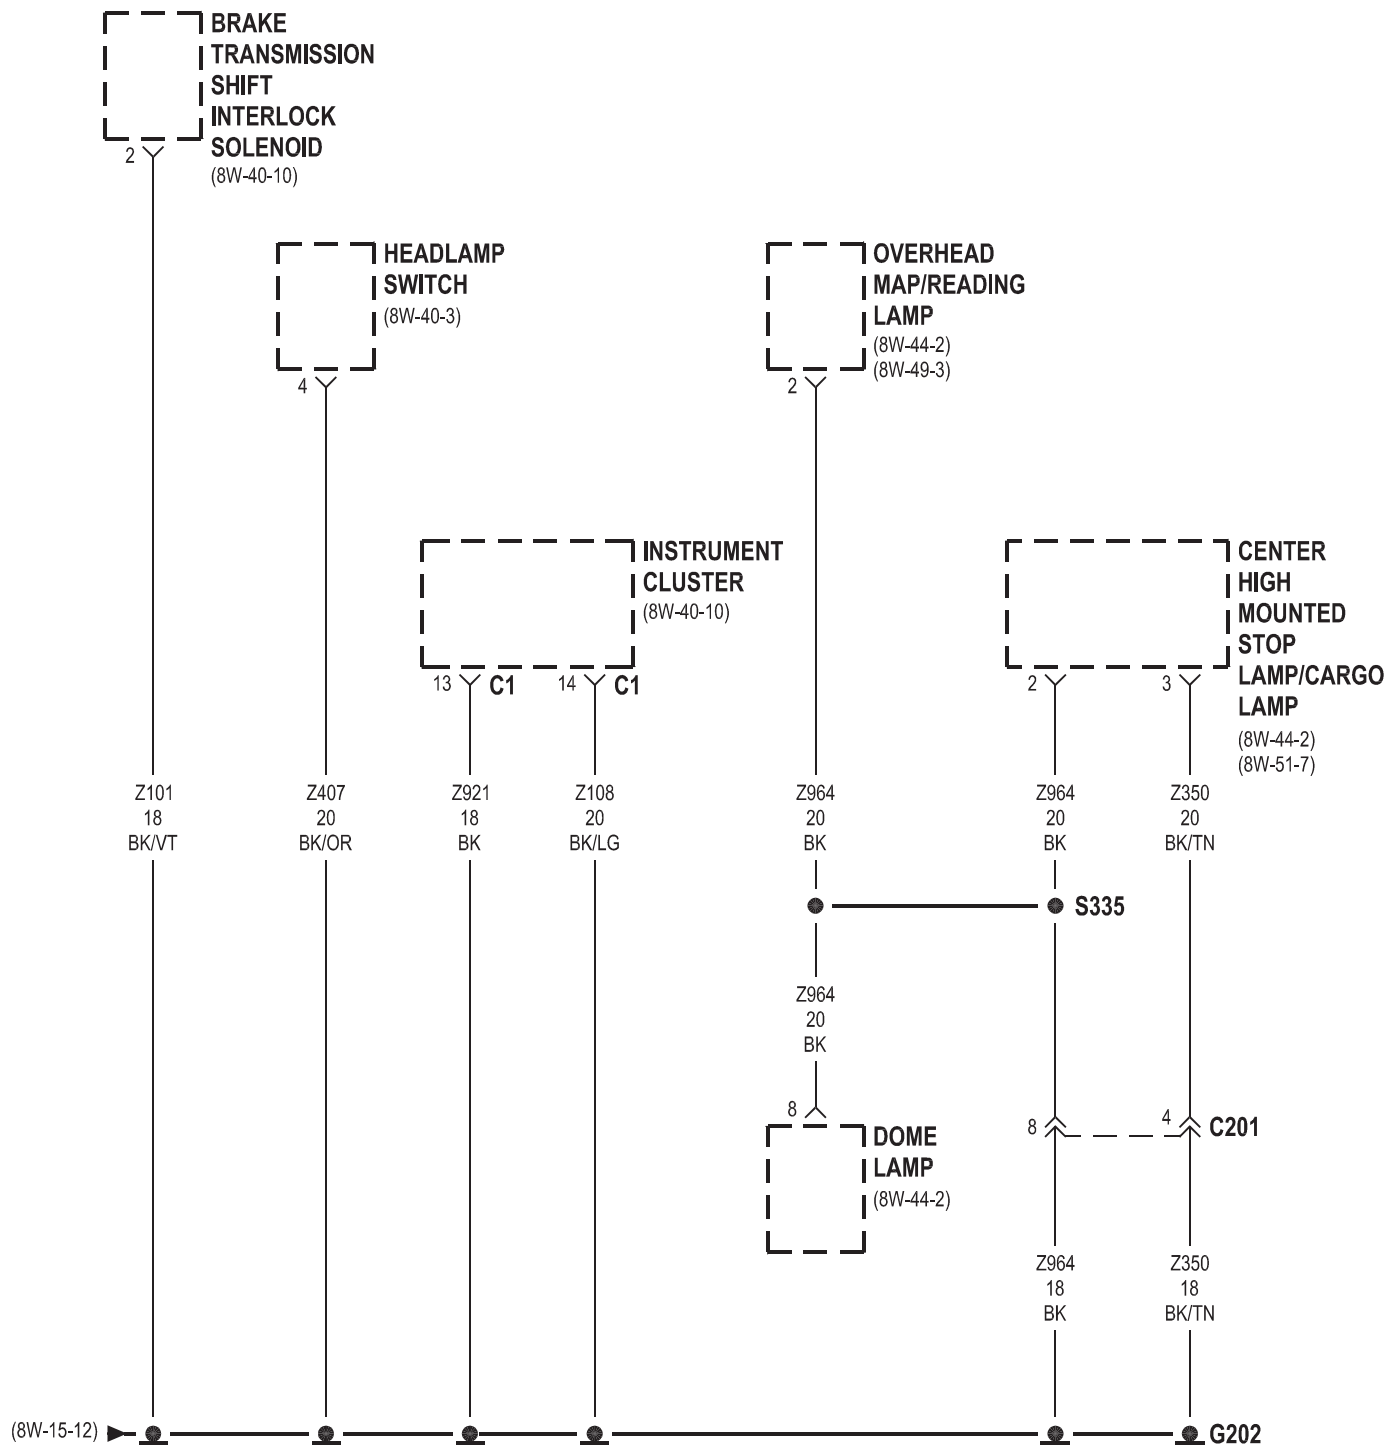 BRAKE
TRANSMISSION
SHIFT
INTERLOCK
SOLENOID
(8W-40-10)
2
HEADLAMP
SWITCH
(8W-40-3)
4
OVERHEAD
MAP/READING
LAMP
(8W-44-2)
(8W-49-3)
2
INSTRUMENT
CLUSTER
(8W-40-10)
13 C1
14 C1
CENTER
HIGH
MOUNTED
STOP
LAMP/CARGO
LAMP
(8W-44-2)
(8W-51-7)
2
3
Z101
18
BK/VT
Z407
20
BK/OR
Z921
18
BK
Z108
20
BK/LG
Z964
20
BK
Z964
20
BK
Z350
20
BK/TN
S335
Z964
20
BK
8
DOME
LAMP
(8W-44-2)
8
4
C201
Z964
18
BK
Z350
18
BK/TN
(8W-15-12)
G202